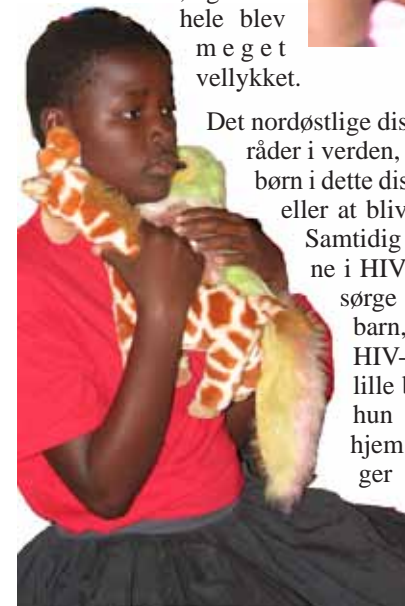 hele blev
meget
vellykket.
Det nordøstlige dis
råder i verden,
børn i dette dis
eller at bliv
Samtidig
ne i HIV
sørge
barn,
HIV-
lille b
hun
hjem
ger